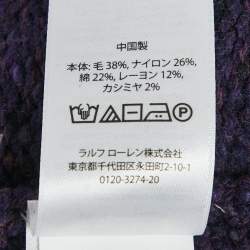 中国製
本体: 毛 38%, ナイロン 26%,
綿 22%, レーヨン 12%,
カシミヤ 2%
P
ラルフ ローレン株式会社
東京都千代田区永田町2-10-1
0120-3274-20